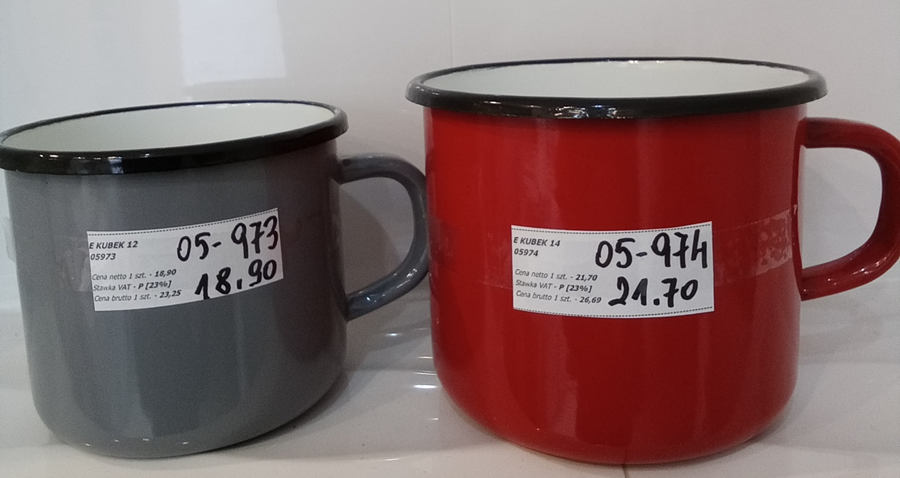 E KUBEK 12
05973
05-973
Cena netto 1 szt. - 18,90
Stawka VAT - P [23%]
Cena brutto 1 szt. - 23,25
18.90
E KUBEK 14
05974
05-974
Cena netto 1 szt. - 21,70
Stawka VAT - P [23%]
Cena brutto 1 szt. - 26,69
21.70